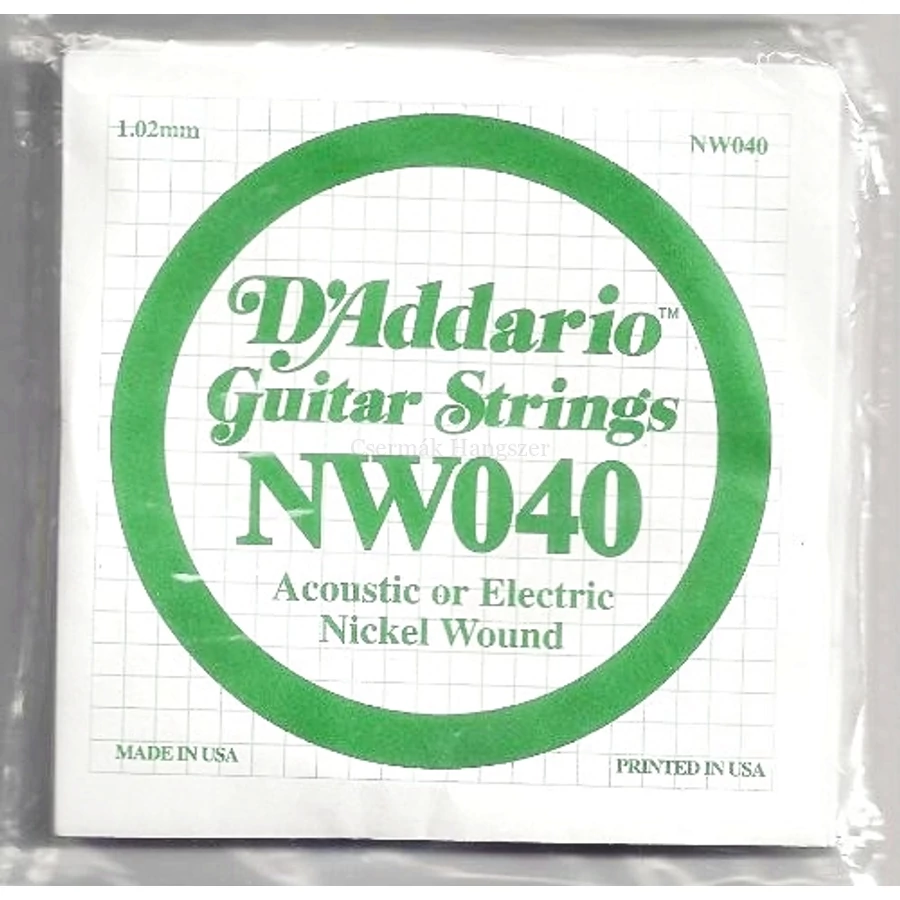 1.02mm
NW040
D'Addario™
Guitar Strings
Csermák Hangszer
NW040
Acoustic or Electric
Nickel Wound
MADE IN USA
PRINTED IN USA